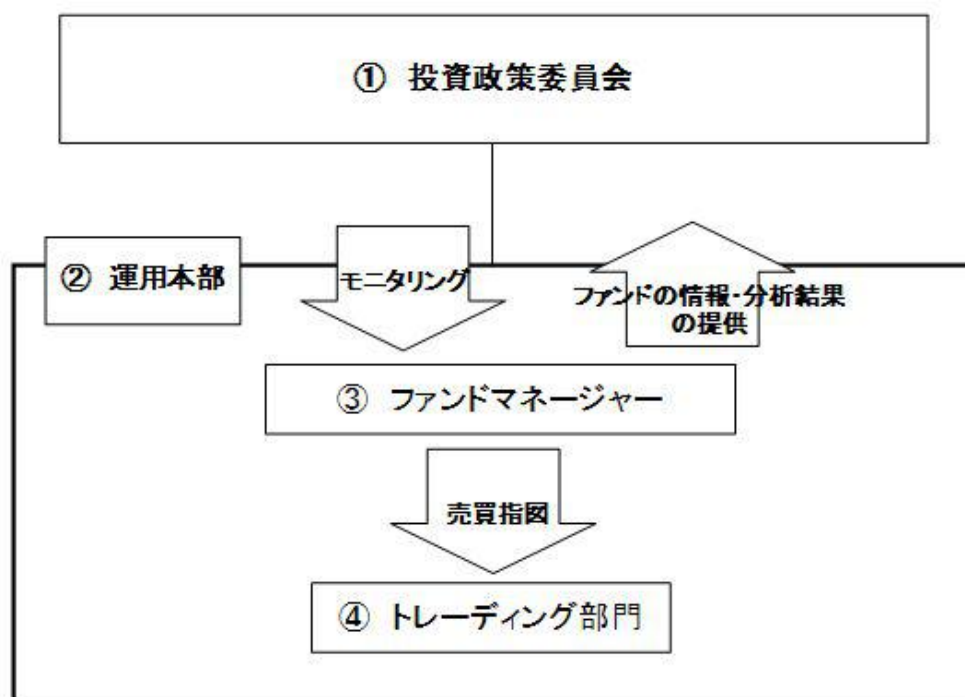 ① 投資政策委員会
② 運用本部
モニタリング
ファンドの情報・分析結果
の提供
③ ファンドマネージャー
売買指図
④ トレーディング部門